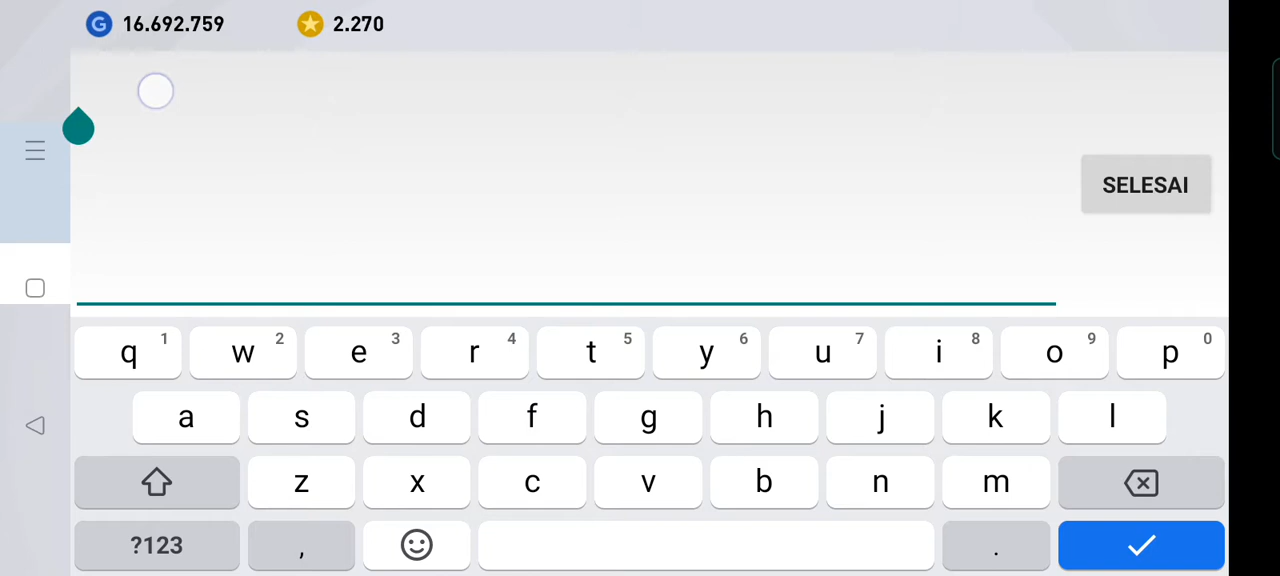 G 16.692.759 2.270
SELESAI
q 1 w 2 e 3 r 4 t 5 y 6 u 7 i 8 o 9 p 0
a s d f g h j k l
z x c v b n m
?123 , .